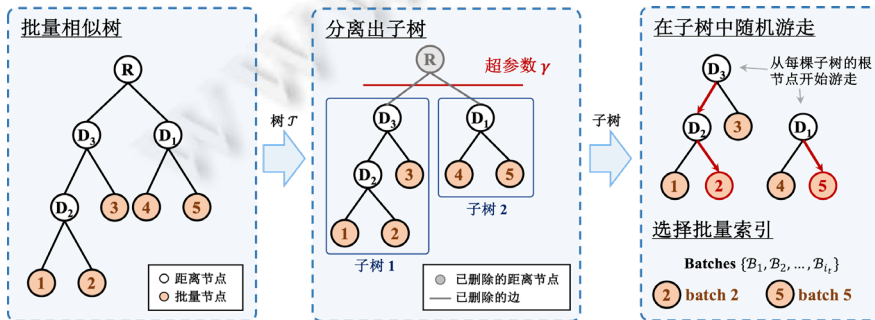 批量相似树
R
D3
D1
D2
3
4
5
1
2
距离节点
批量节点
树 𝒯
分离出子树
R
超参数 γ
D3
D1
D2
3
4
5
1
2
子树 2
子树 1
已删除的距离节点
已删除的边
子树
在子树中随机游走
从每棵子树的根
节点开始游走
D3
D2
3
D1
1
2
4
5
选择批量索引
Batches {ℬ1, ℬ2, …, ℬit}
2 batch 2
5 batch 5